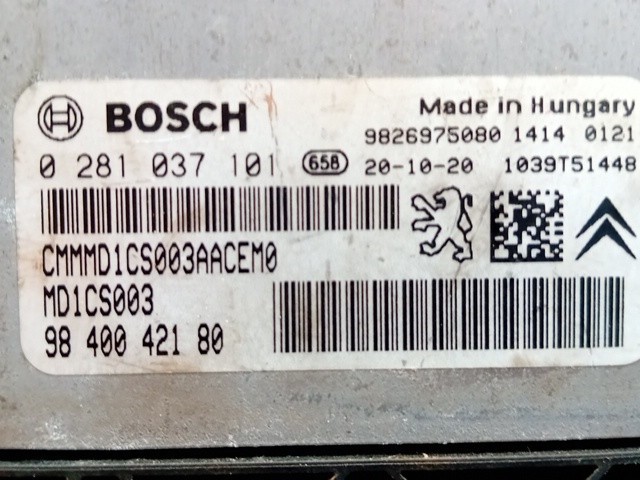 BOSCH
Made in Hungary
9826975080 1414 0121
0 281 037 101 658 20-10-20 1039T51448
CMMMD1CS003AACEM0
MD1CS003
98 400 421 80